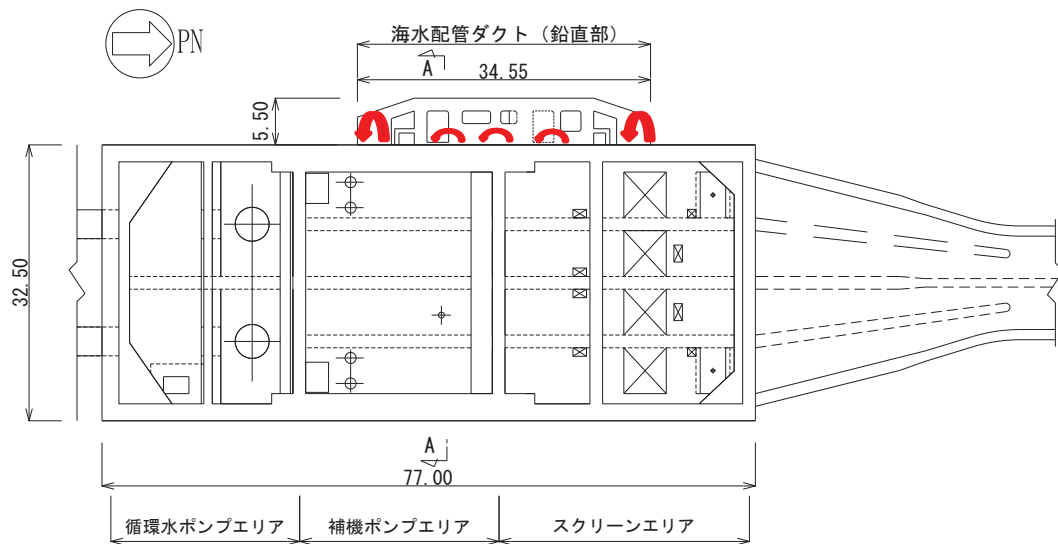 PN
海水配管ダクト（鉛直部）
A
34.55
5.50
32.50
A
77.00
循環水ポンプエリア
補機ポンプエリア
スクリーンエリア